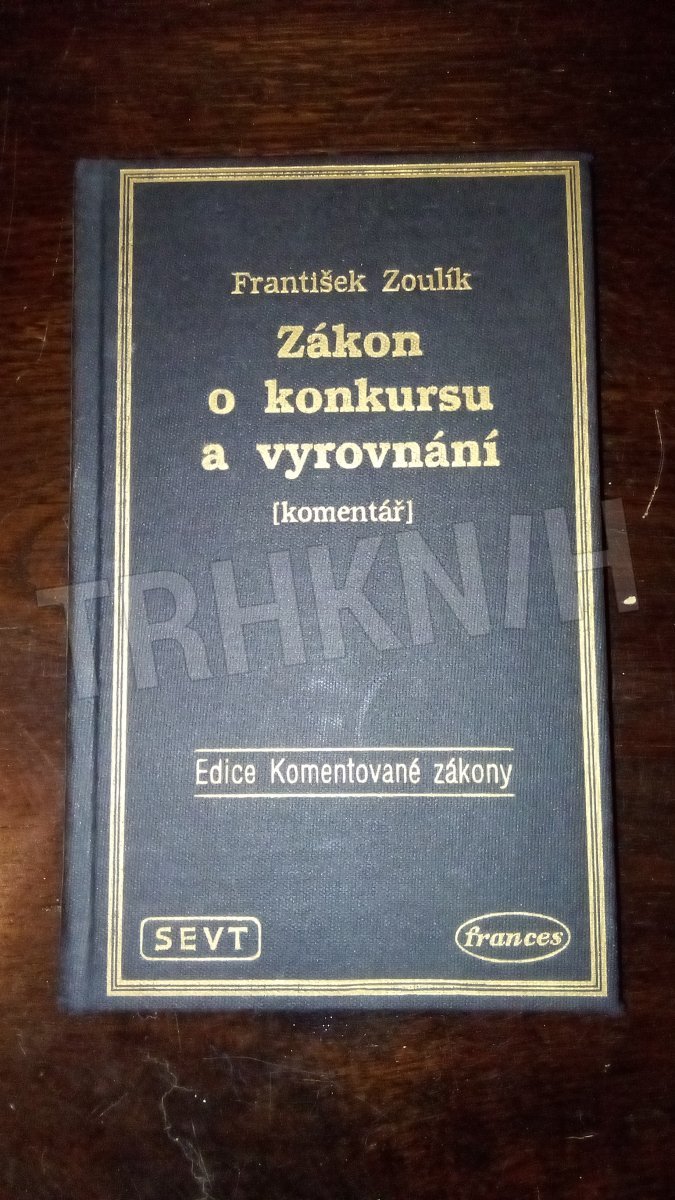 František Zoulík
Zákon
o konkursu
a vyrovnání
[komentář]
TRHKNIH
Edice Komentované zákony
SEVT
frances